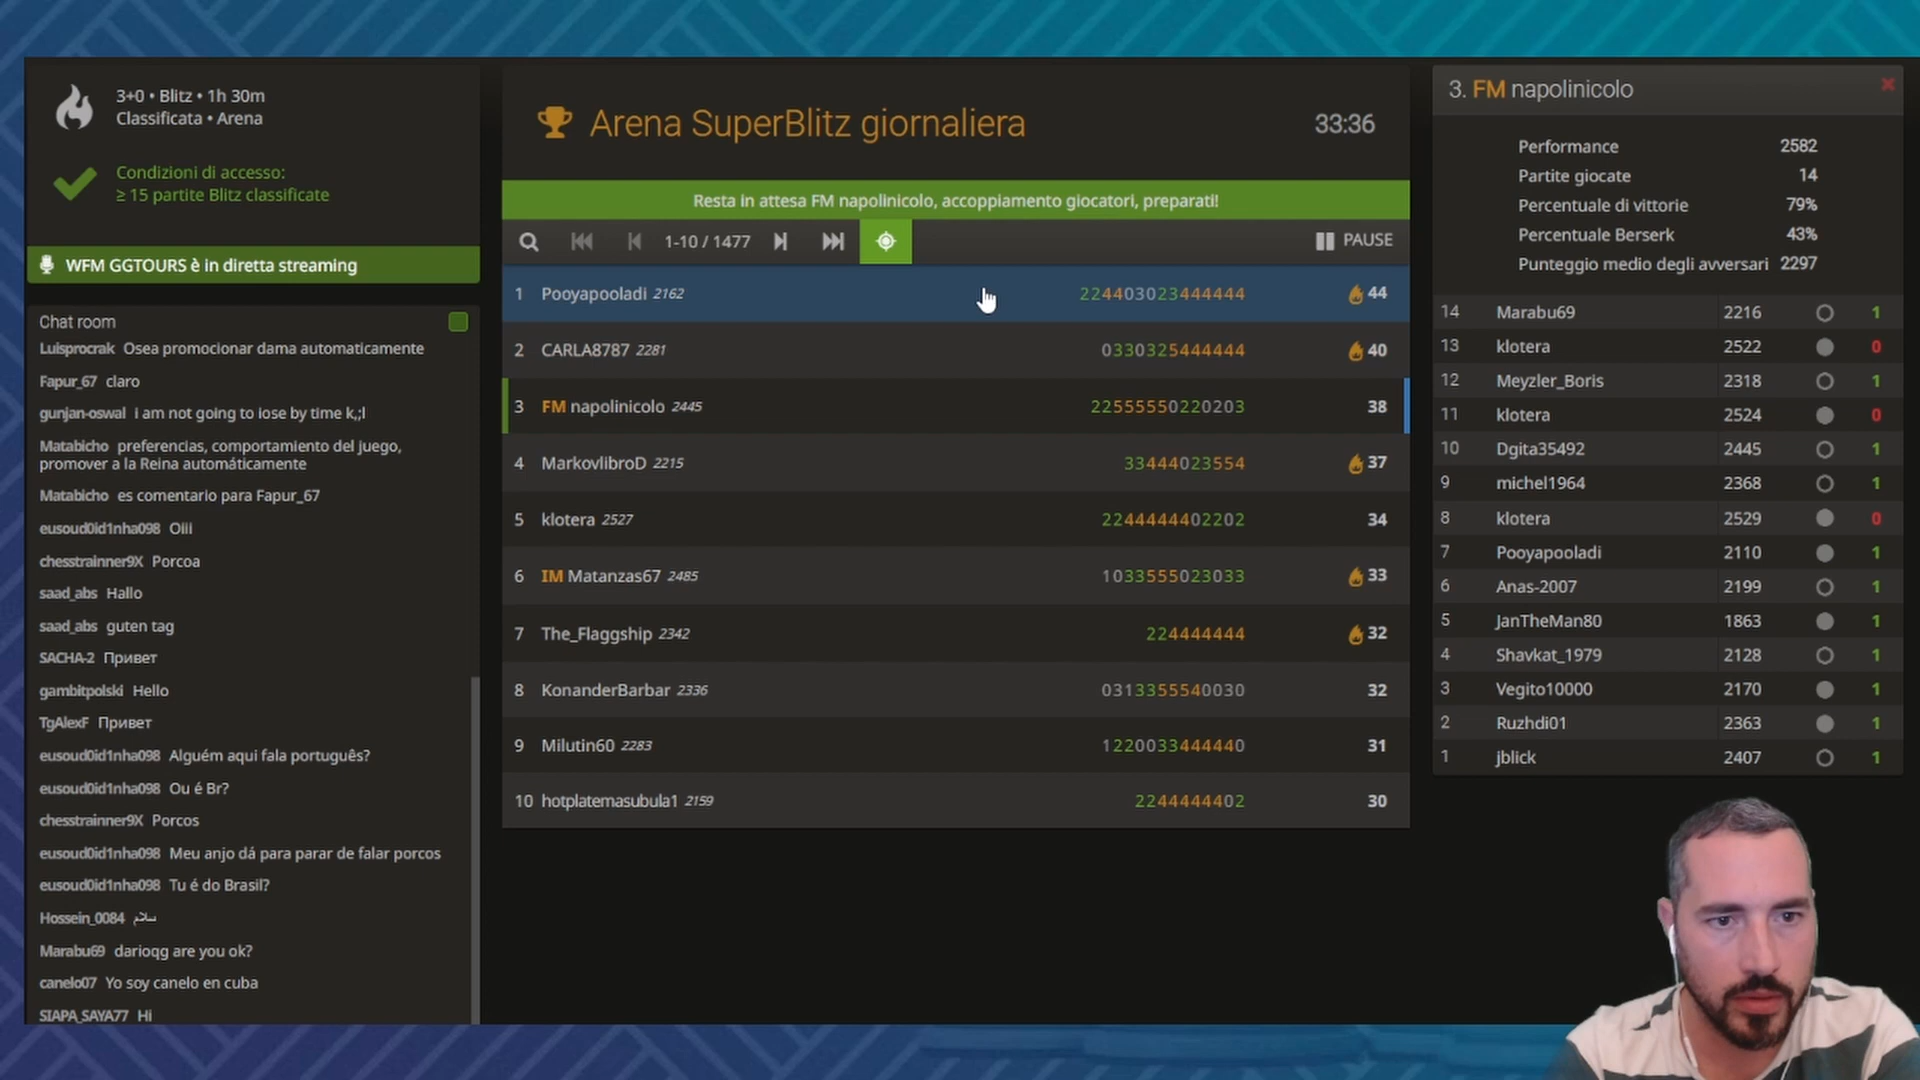 3+0 • Blitz • 1h 30m
Classificata • Arena
Condizioni di accesso:
≥ 15 partite Blitz classificate
WFM GGTOURS è in diretta streaming
Chat room
Luisprocrak Osea promocionar dama automaticamente
Fapur_67 claro
gunjan-oswal i am not going to lose by time k,;l
Matabicho preferencias, comportamiento del juego,
promover a la Reina automáticamente
Matabicho es comentario para Fapur_67
eusoud0id1nha098 Oiii
chesstrainner9X Porcoa
saad_abs Hallo
saad_abs guten tag
SACHA-2 Привет
gambitpolski Hello
TgAlexF Привет
eusoud0id1nha098 Alguém aqui fala português?
eusoud0id1nha098 Ou é Br?
chesstrainner9X Porcos
eusoud0id1nha098 Meu anjo dá para parar de falar porcos
eusoud0id1nha098 Tu é do Brasil?
Hossein_0084 سلام
Marabu69 darioqg are you ok?
canelo07 Yo soy canelo en cuba
SIAPA_SAYA77 Hi
Arena SuperBlitz giornaliera 33:36
Resta in attesa FM napolinicolo, accoppiamento giocatori, preparati!
1-10 / 1477 PAUSE
1 Pooyapooladi 2162 224403023444444 44
2 CARLA8787 2281 0330325444444 40
3 FM napolinicolo 2445 22555550220203 38
4 MarkovlibroD 2215 33444023554 37
5 klotera 2527 2244444402202 34
6 IM Matanzas67 2485 1033555023033 33
7 The_Flaggship 2342 224444444 32
8 KonanderBarbar 2336 0313355540030 32
9 Milutin60 2283 1220033444440 31
10 hotplatemasubula1 2159 2244444402 30
3. FM napolinicolo
Performance 2582
Partite giocate 14
Percentuale di vittorie 79%
Percentuale Berserk 43%
Punteggio medio degli avversari 2297
14 Marabu69 2216 1
13 klotera 2522 0
12 Meyzler_Boris 2318 1
11 klotera 2524 0
10 Dgita35492 2445 1
9 michel1964 2368 1
8 klotera 2529 0
7 Pooyapooladi 2110 1
6 Anas-2007 2199 1
5 JanTheMan80 1863 1
4 Shavkat_1979 2128 1
3 Vegito10000 2170 1
2 Ruzhdi01 2363 1
1 jblick 2407 1